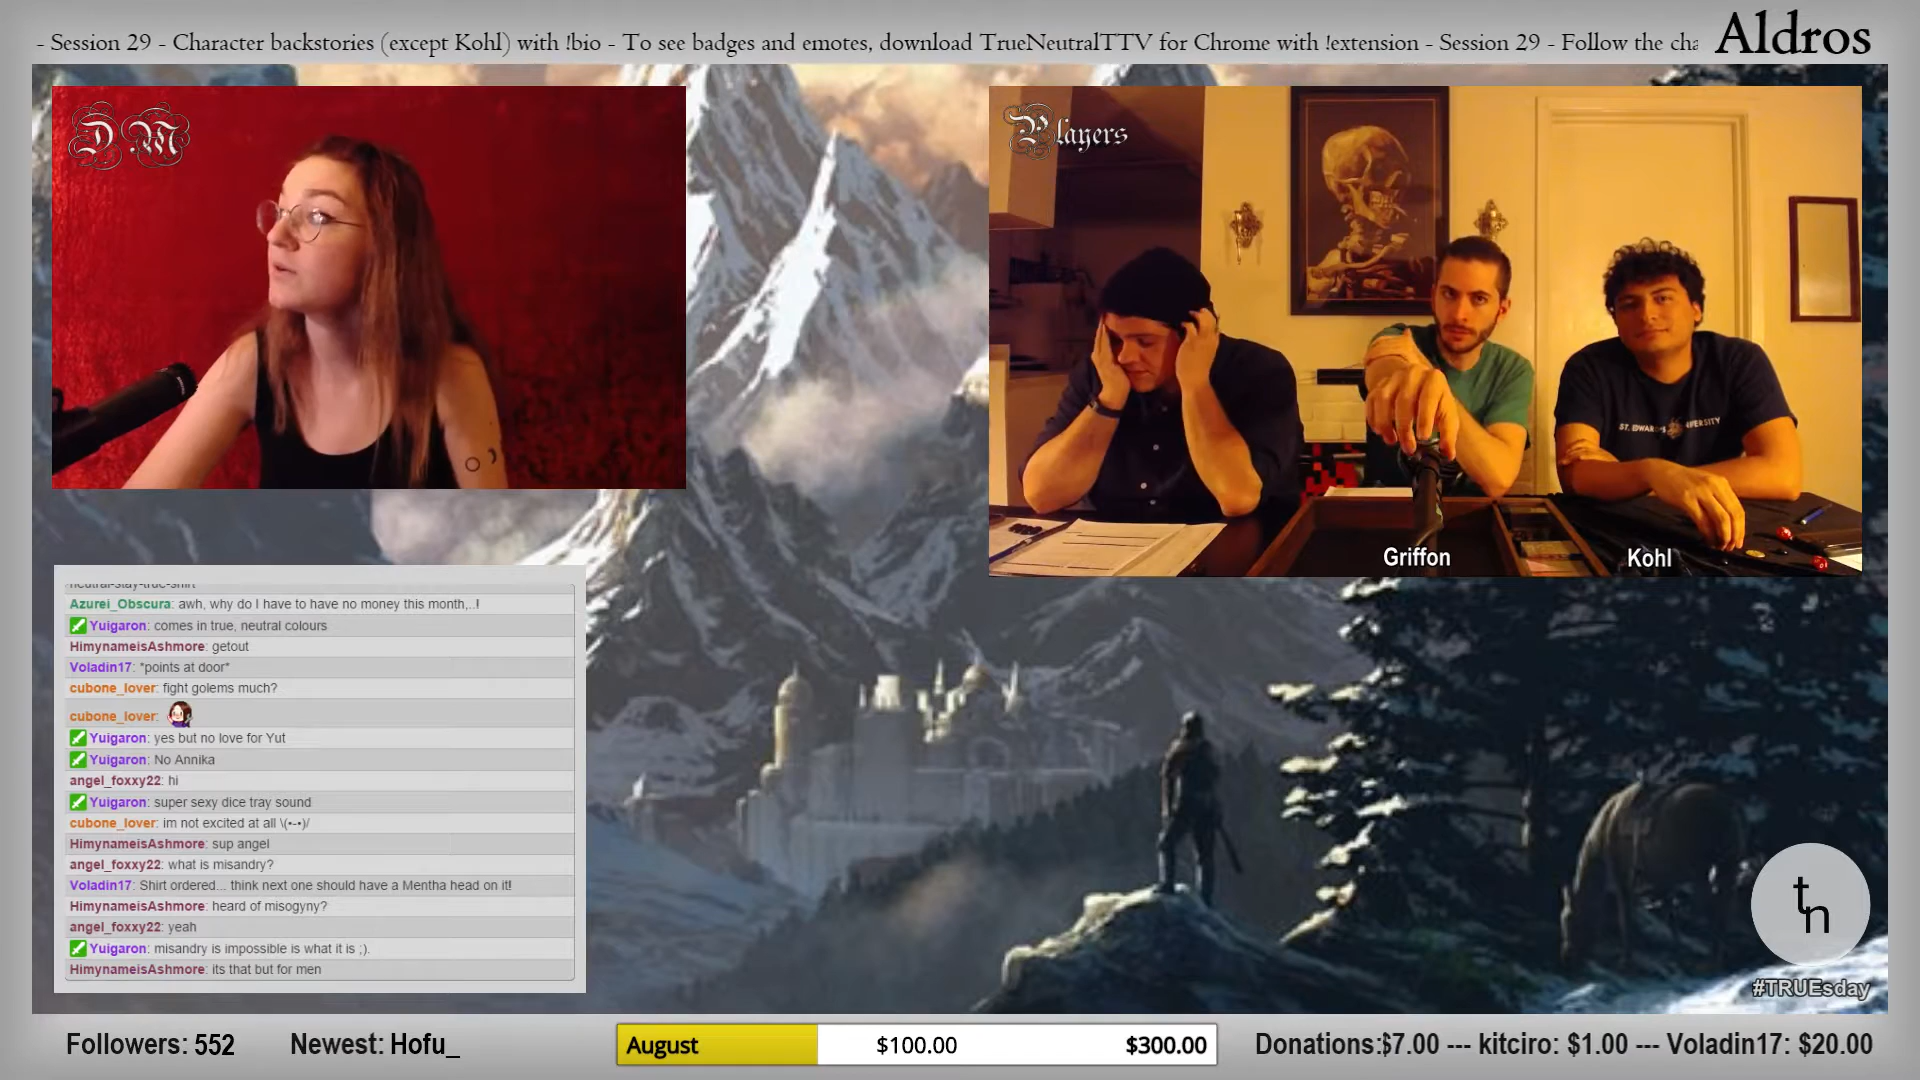 - Session 29 - Character backstories (except Kohl) with !bio - To see badges and emotes, download TrueNeutralTTV for Chrome with !extension - Session 29 - Follow the cha
Aldros
DM
Players
ST. EDWARD'S UNIVERSITY
Griffon
Kohl
neutral-stay-true-shirt
Azurei_Obscura: awh, why do I have to have no money this month,..!
Yuigaron: comes in true, neutral colours
HimynameisAshmore: getout
Voladin17: *points at door*
cubone_lover: fight golems much?
cubone_lover:
Yuigaron: yes but no love for Yut
Yuigaron: No Annika
angel_foxxy22: hi
Yuigaron: super sexy dice tray sound
cubone_lover: im not excited at all \(•-•)/
HimynameisAshmore: sup angel
angel_foxxy22: what is misandry?
Voladin17: Shirt ordered... think next one should have a Mentha head on it!
HimynameisAshmore: heard of misogyny?
angel_foxxy22: yeah
Yuigaron: misandry is impossible is what it is ;).
HimynameisAshmore: its that but for men
tn
#TRUEsday
Followers: 552
Newest: Hofu_
August
$100.00
$300.00
Donations:$7.00 --- kitciro: $1.00 --- Voladin17: $20.00